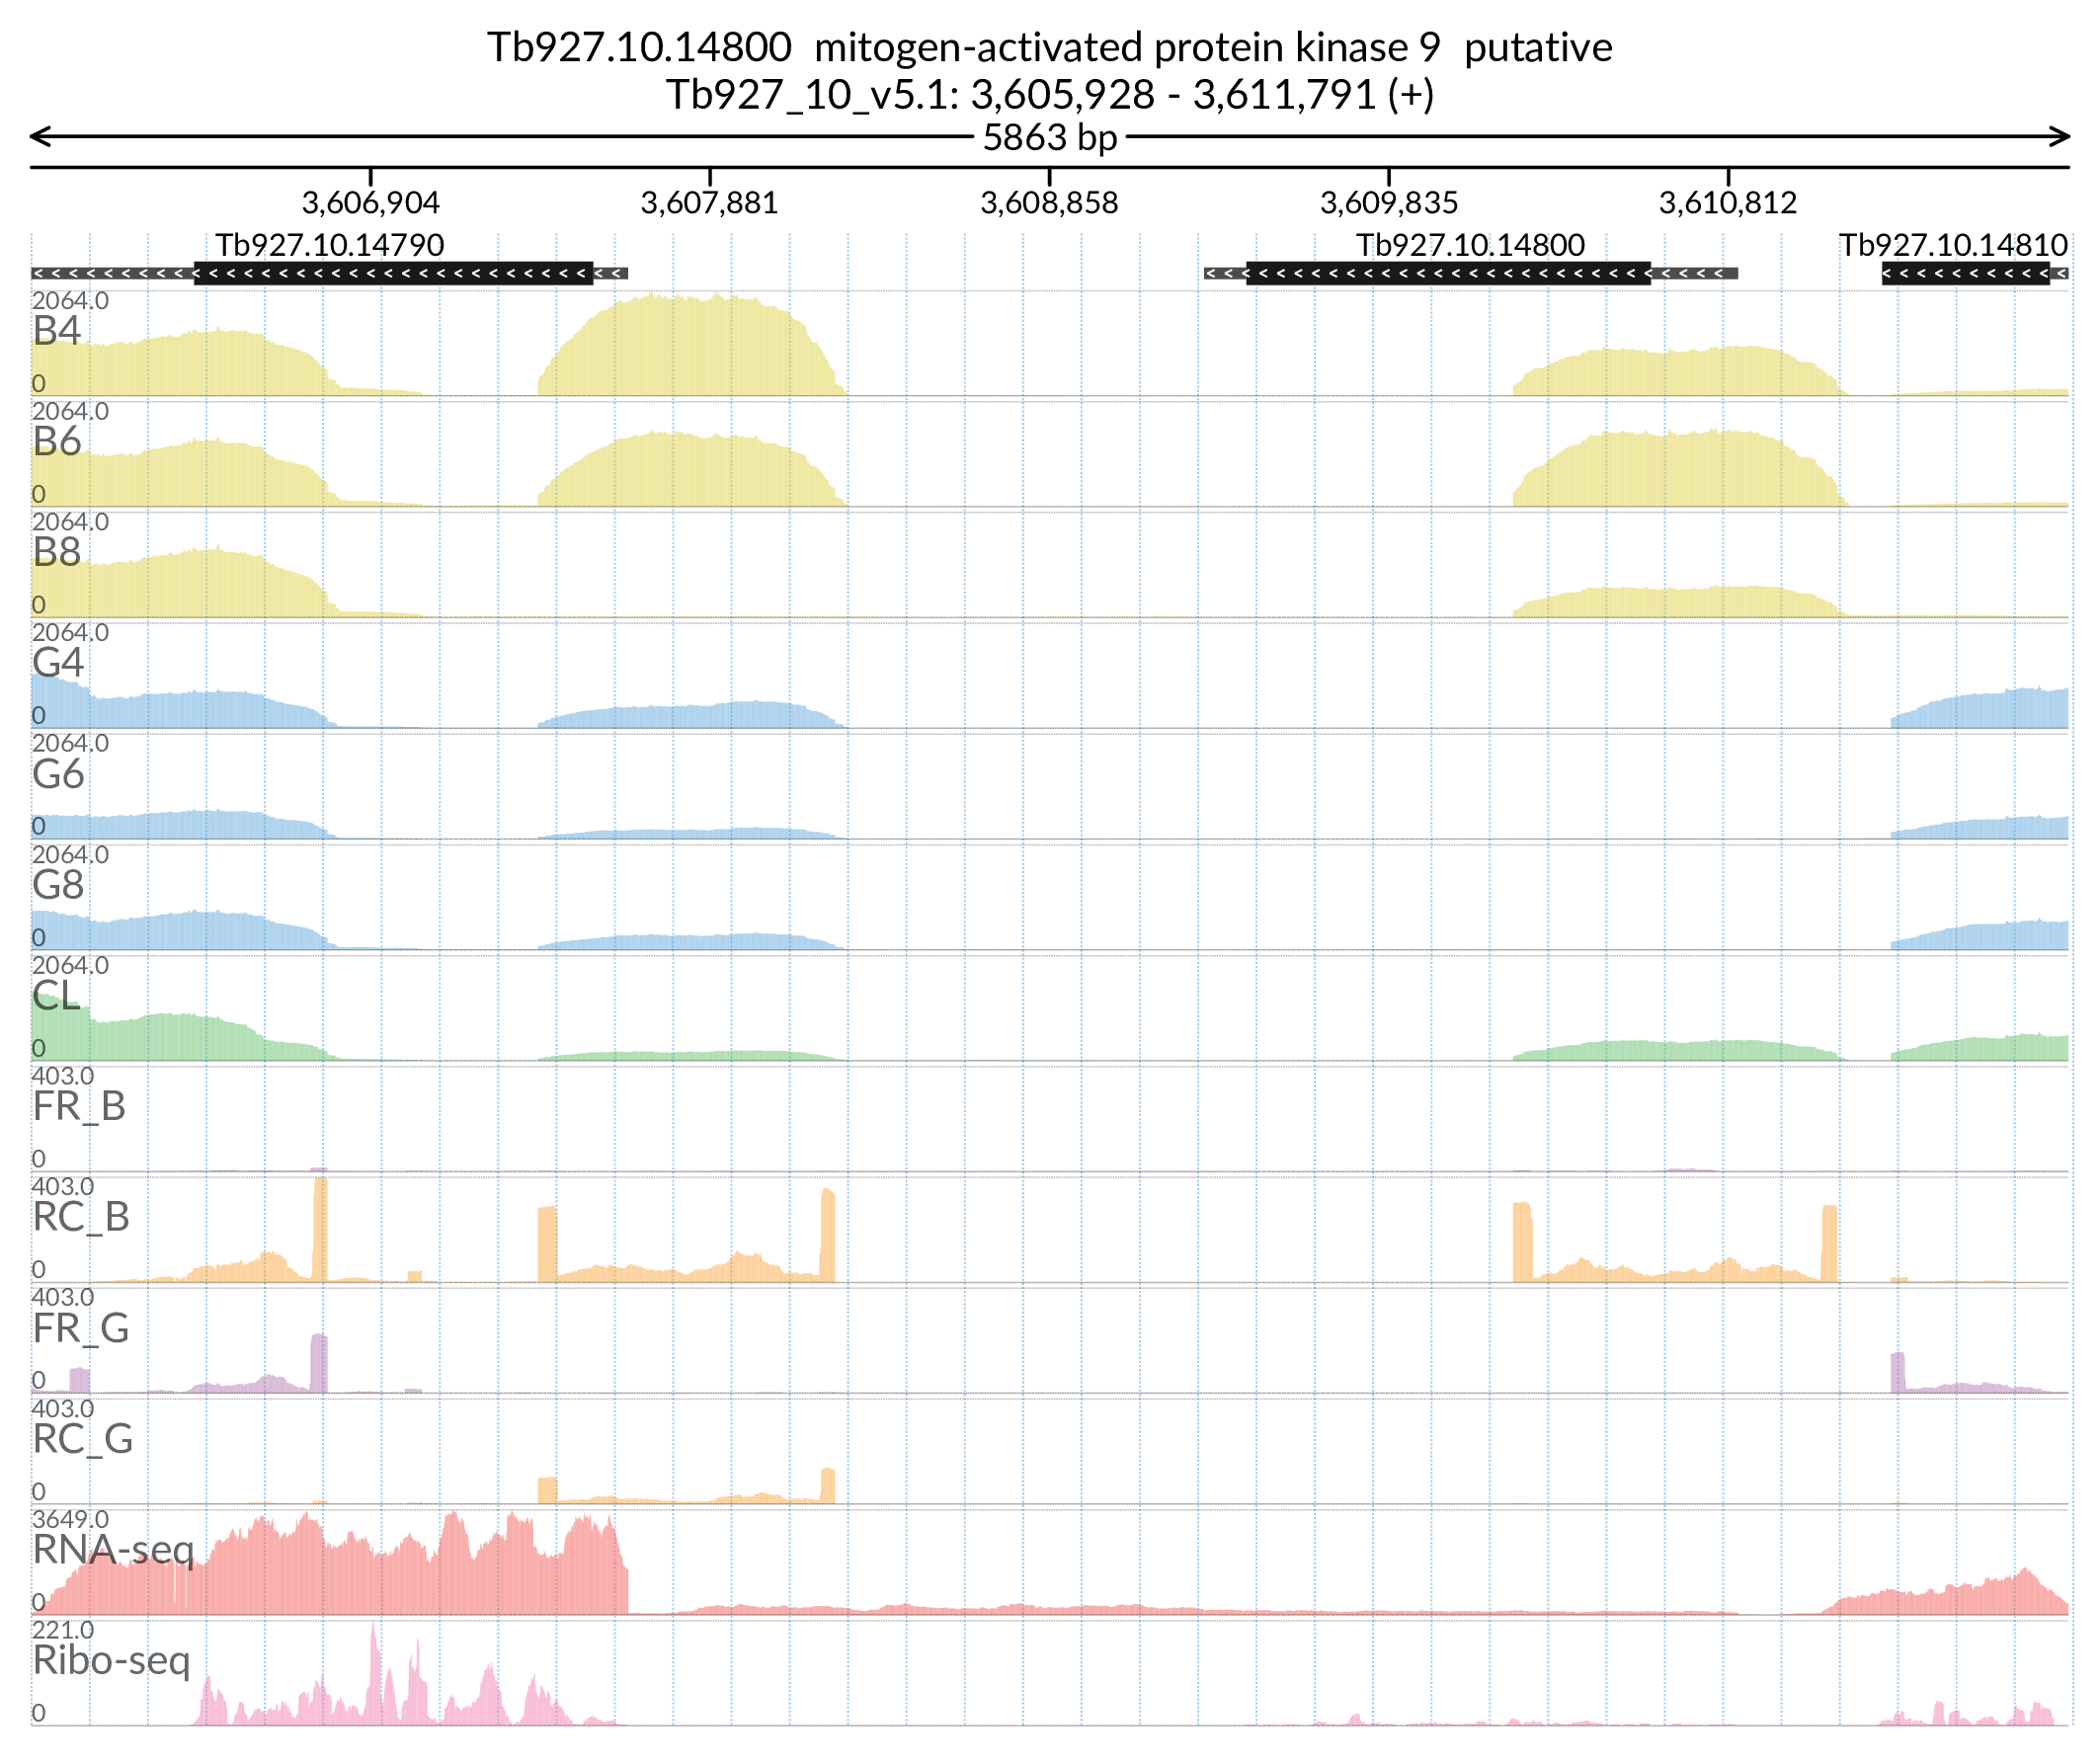 Tb927.10.14800  mitogen-activated protein kinase 9  putative
Tb927_10_v5.1: 3,605,928 - 3,611,791 (+)
5863 bp
3,606,904 3,607,881 3,608,858 3,609,835 3,610,812
Tb927.10.14790 Tb927.10.14800 Tb927.10.14810
2064.0
B4
0
2064.0
B6
0
2064.0
B8
0
2064.0
G4
0
2064.0
G6
0
2064.0
G8
0
2064.0
CL
0
403.0
FR_B
0
403.0
RC_B
0
403.0
FR_G
0
403.0
RC_G
0
3649.0
RNA-seq
0
221.0
Ribo-seq
0